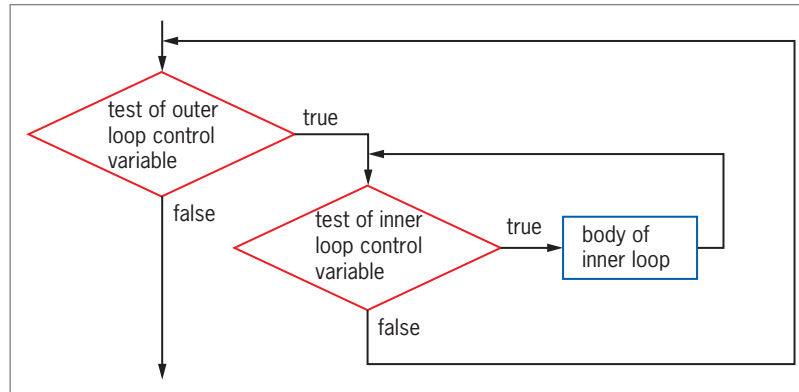 test of outer
loop control
variable
true
false
test of inner
loop control
variable
true
body of
inner loop
false